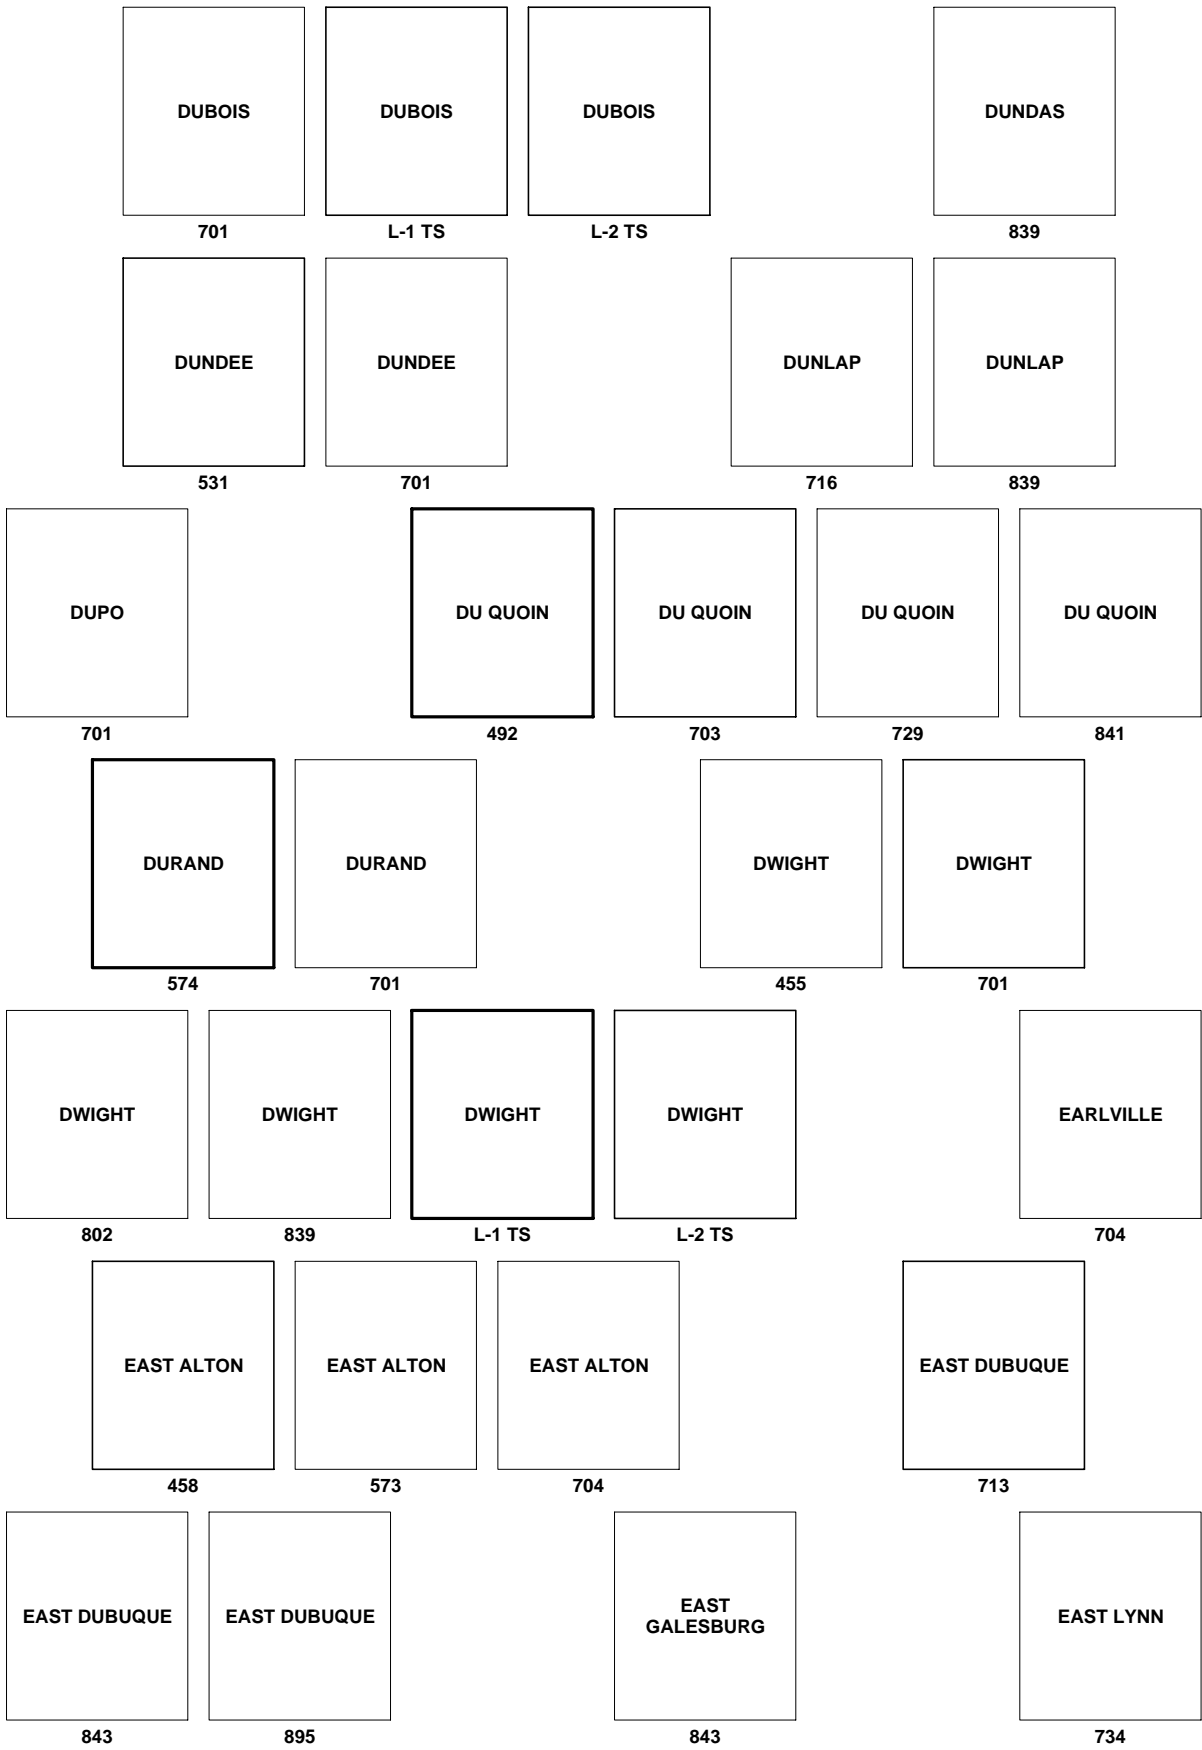 DUBOIS DUBOIS DUBOIS DUNDAS
701 L-1 TS L-2 TS 839
DUNDEE DUNDEE DUNLAP DUNLAP
531 701 716 839
DUPO DU QUOIN DU QUOIN DU QUOIN DU QUOIN
701 492 703 729 841
DURAND DURAND DWIGHT DWIGHT
574 701 455 701
DWIGHT DWIGHT DWIGHT DWIGHT EARLVILLE
802 839 L-1 TS L-2 TS 704
EAST ALTON EAST ALTON EAST ALTON EAST DUBUQUE
458 573 704 713
EAST DUBUQUE EAST DUBUQUE EAST GALESBURG EAST LYNN
843 895 843 734